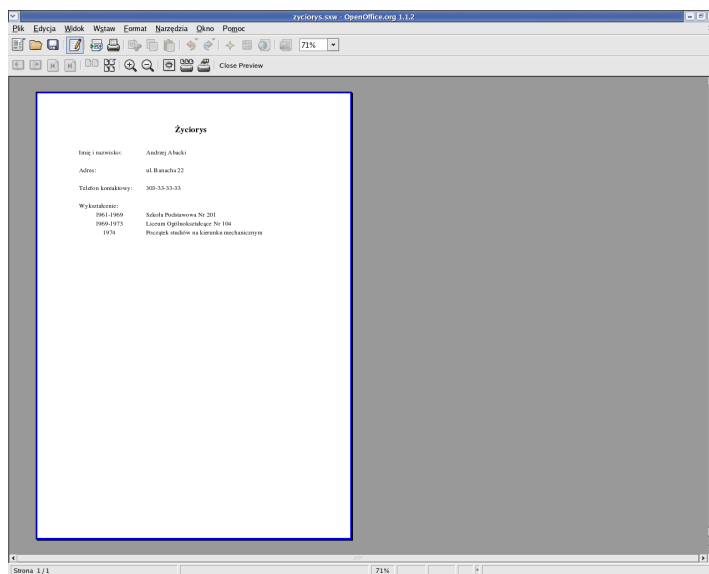 zyciorys.sxw - OpenOffice.org 1.1.2
Plik Edycja Widok Wstaw Format Narzędzia Okno Pomoc
71%
Close Preview
Życiorys
Imię i nazwisko: Andrzej Abacki
Adres: ul. Banacha 22
Telefon kontaktowy: 303-33-33-33
Wykształcenie:
1961-1969 Szkoła Podstawowa Nr 201
1969-1973 Liceum Ogólnokształcące Nr 104
1974 Początek studiów na kierunku mechanicznym
Strona 1/1 71% *